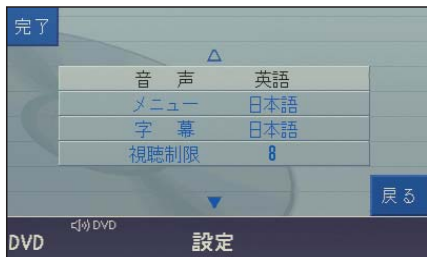 完了
音 声 英語
メニュー 日本語
字 幕 日本語
視聴制限 8
戻る
DVD
DVD 設定